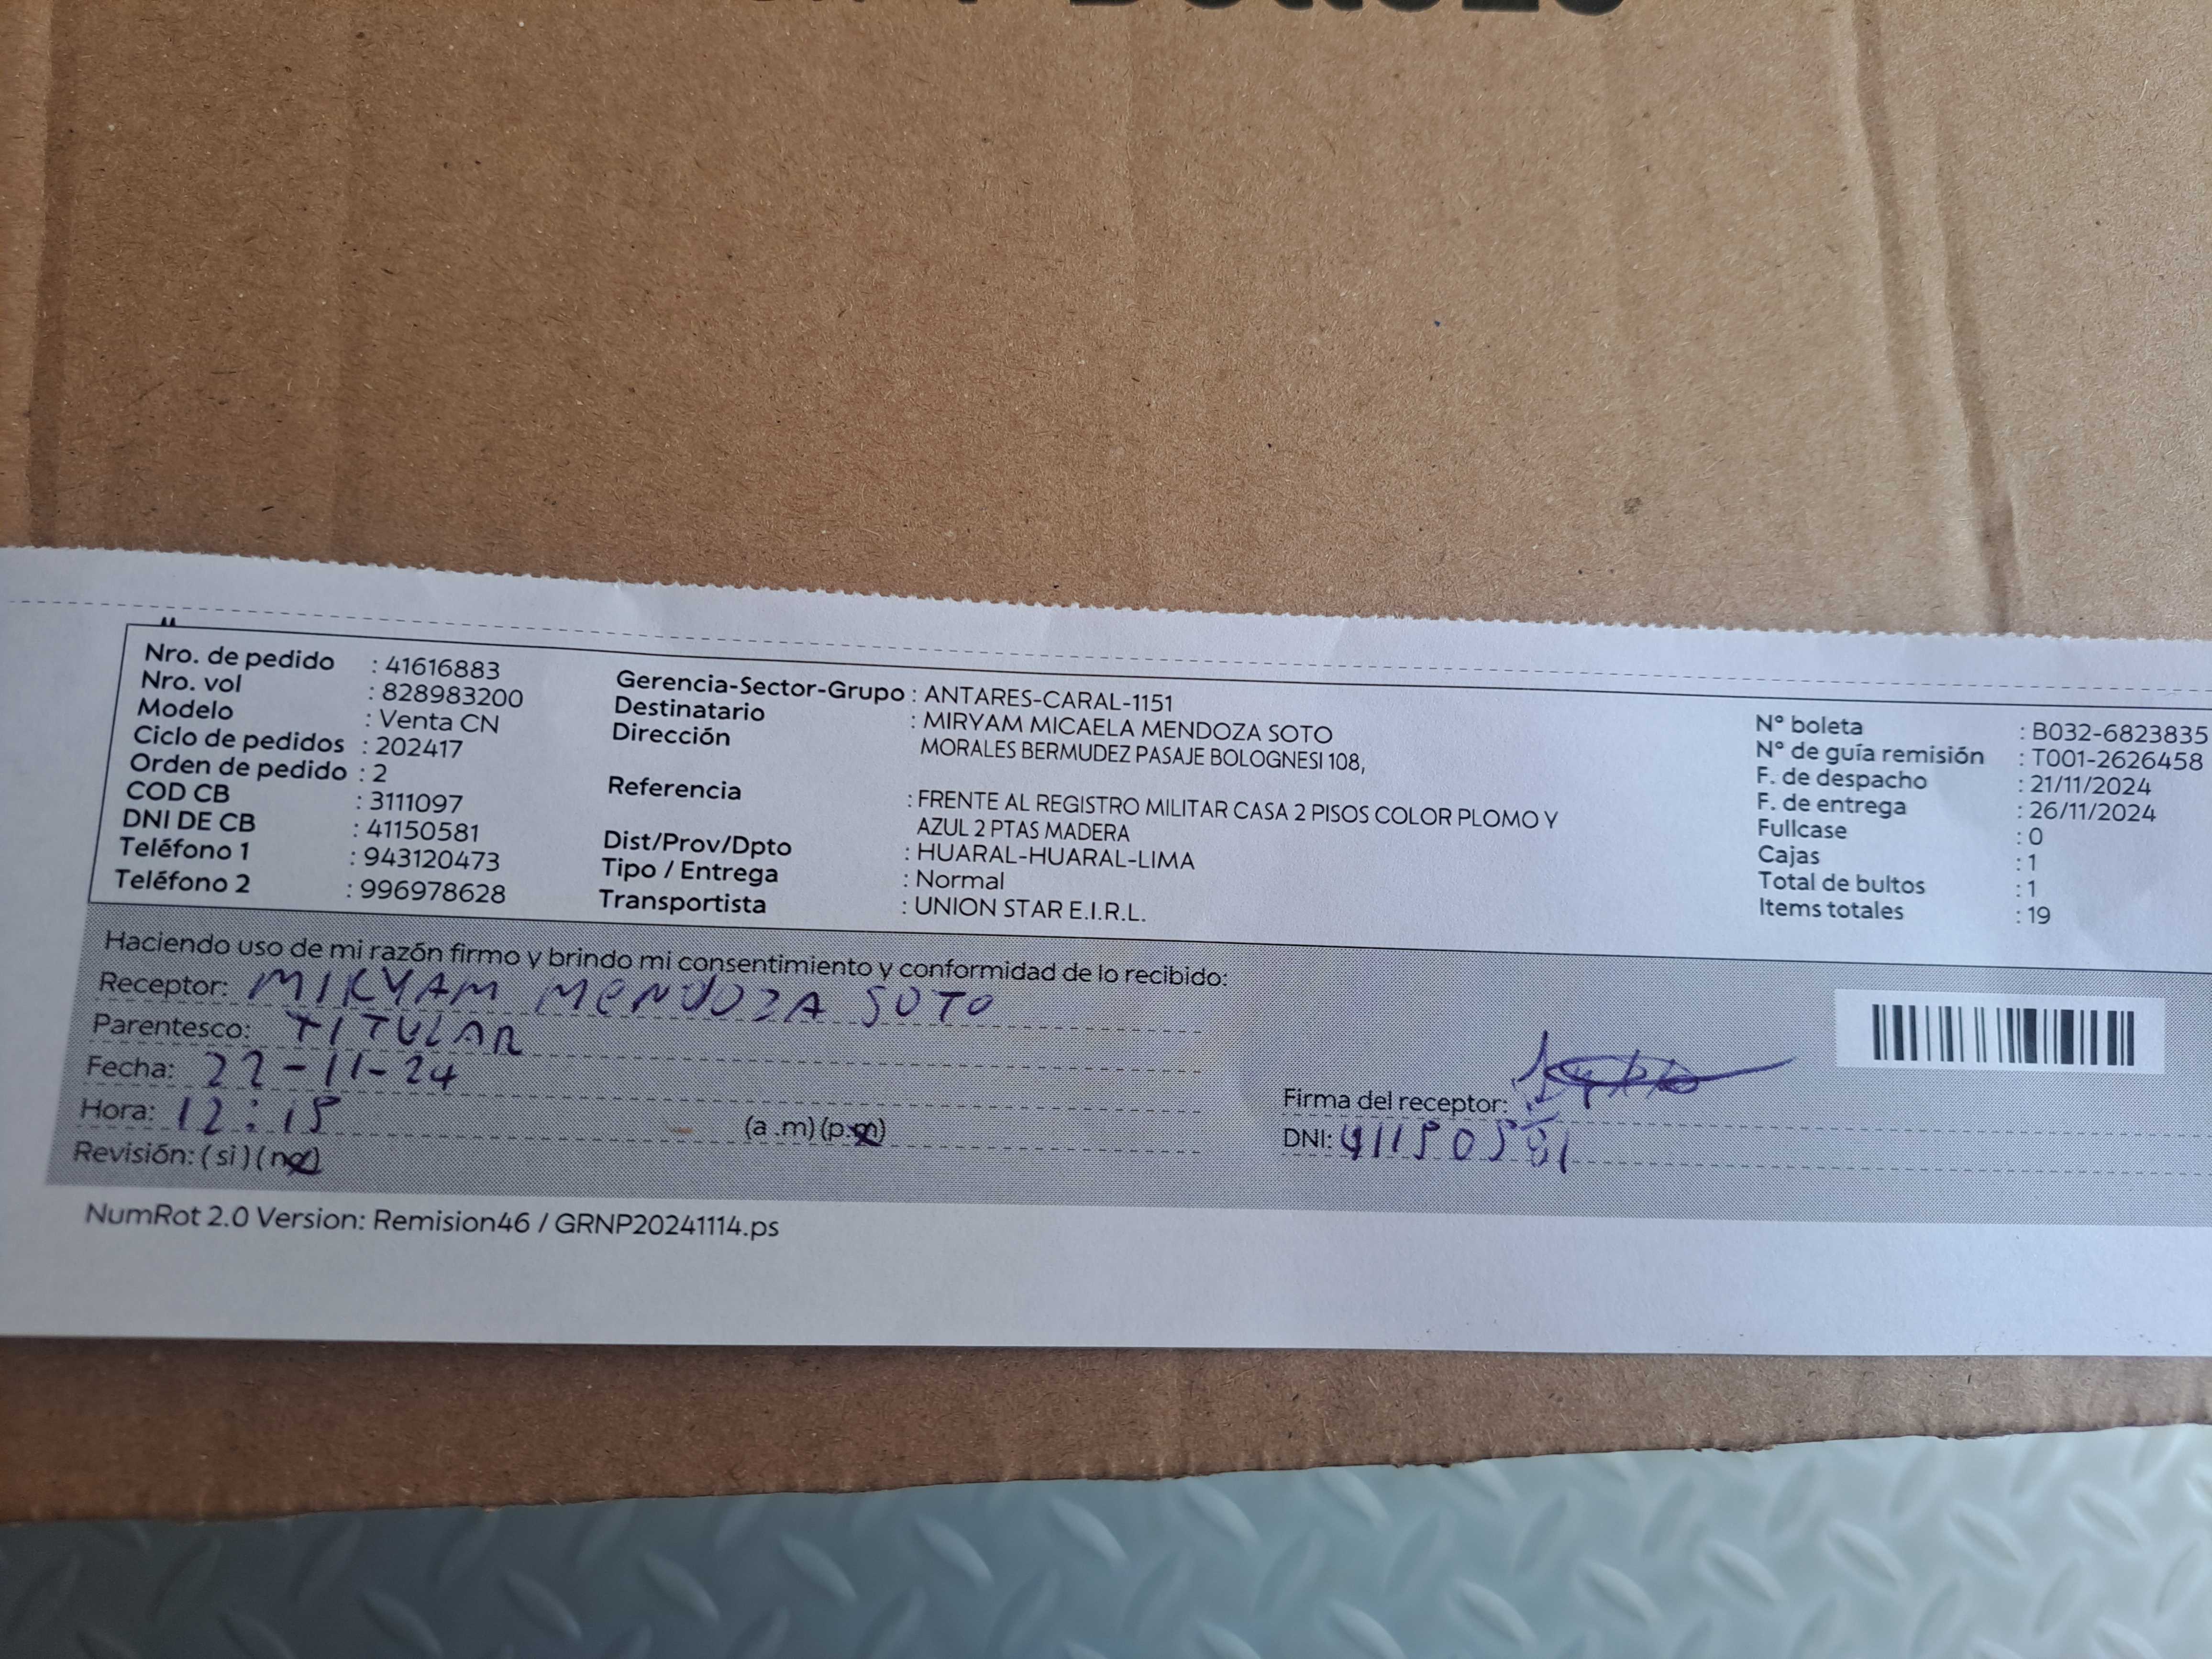 Nro. de pedido : 41616883
Nro. vol : 828983200
Modelo : Venta CN
Ciclo de pedidos : 202417
Orden de pedido : 2
COD CB : 3111097
DNI DE CB : 41150581
Teléfono 1 : 943120473
Teléfono 2 : 996978628
Gerencia-Sector-Grupo : ANTARES-CARAL-1151
Destinatario : MIRYAM MICAELA MENDOZA SOTO
Dirección MORALES BERMUDEZ PASAJE BOLOGNESI 108,
Referencia : FRENTE AL REGISTRO MILITAR CASA 2 PISOS COLOR PLOMO Y
AZUL 2 PTAS MADERA
Dist/Prov/Dpto : HUARAL-HUARAL-LIMA
Tipo / Entrega : Normal
Transportista : UNION STAR E.I.R.L.
N° boleta : B032-6823835
N° de guía remisión : T001-2626458
F. de despacho : 21/11/2024
F. de entrega : 26/11/2024
Fullcase : 0
Cajas : 1
Total de bultos : 1
Items totales : 19
Haciendo uso de mi razón firmo y brindo mi consentimiento y conformidad de lo recibido:
Receptor: MIRYAM MENDOZA SOTO
Parentesco: TITULAR
Fecha: 22-11-24
Hora: 12:15 (a .m) (p.m)
Revisión: ( si ) ( no )
Firma del receptor:
DNI: 41150581
NumRot 2.0 Version: Remision46 / GRNP20241114.ps